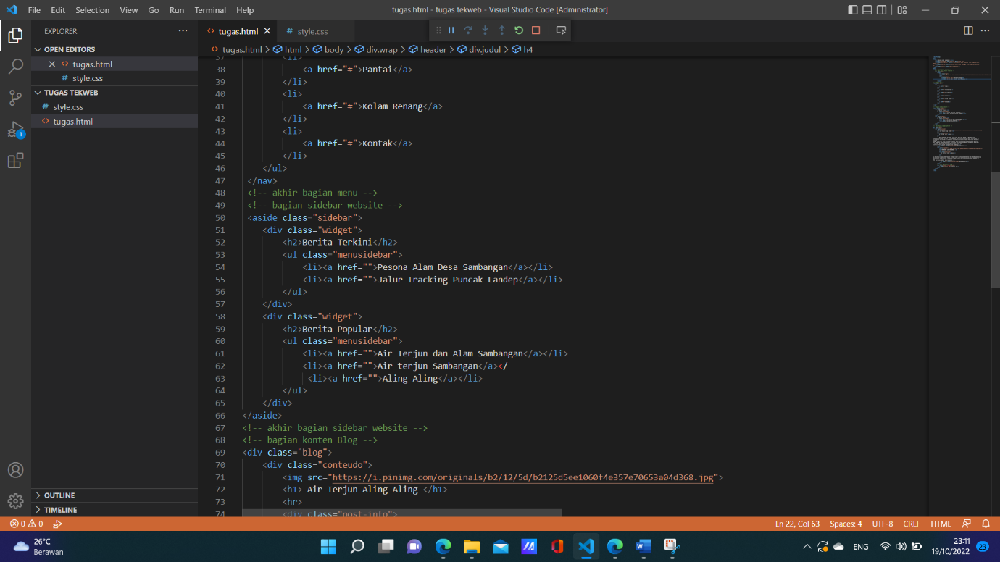 File Edit Selection View Go Run Terminal Help tugas.html - tugas tekweb - Visual Studio Code [Administrator]
EXPLORER
OPEN EDITORS
tugas.html
style.css
TUGAS TEKWEB
style.css
tugas.html
OUTLINE
TIMELINE
1
tugas.html style.css
tugas.html > html > body > div.wrap > header > div.judul > h4
37 <li>
38 <a href="#">Pantai</a>
39 </li>
40 <li>
41 <a href="#">Kolam Renang</a>
42 </li>
43 <li>
44 <a href="#">Kontak</a>
45 </li>
46 </ul>
47 </nav>
48 <!-- akhir bagian menu -->
49 <!-- bagian sidebar website -->
50 <aside class="sidebar">
51 <div class="widget">
52 <h2>Berita Terkini</h2>
53 <ul class="menusidebar">
54 <li><a href="">Pesona Alam Desa Sambangan</a></li>
55 <li><a href="">Jalur Tracking Puncak Landep</a></li>
56 </ul>
57 </div>
58 <div class="widget">
59 <h2>Berita Popular</h2>
60 <ul class="menusidebar">
61 <li><a href="">Air Terjun dan Alam Sambangan</a></li>
62 <li><a href="">Air terjun Sambangan</a></
63 <li><a href="">Aling-Aling</a></li>
64 </ul>
65 </div>
66 </aside>
67 <!-- akhir bagian sidebar website -->
68 <!-- bagian konten Blog -->
69 <div class="blog">
70 <div class="conteudo">
71 <img src="https://i.pinimg.com/originals/b2/12/5d/b2125d5ee1060f4e357e70653a04d368.jpg">
72 <h1> Air Terjun Aling Aling </h1>
73 <hr>
74 <div class="post-info">
0 0 Ln 22, Col 63 Spaces: 4 UTF-8 CRLF HTML
26°C
Berawan
ENG
23:11
19/10/2022
23